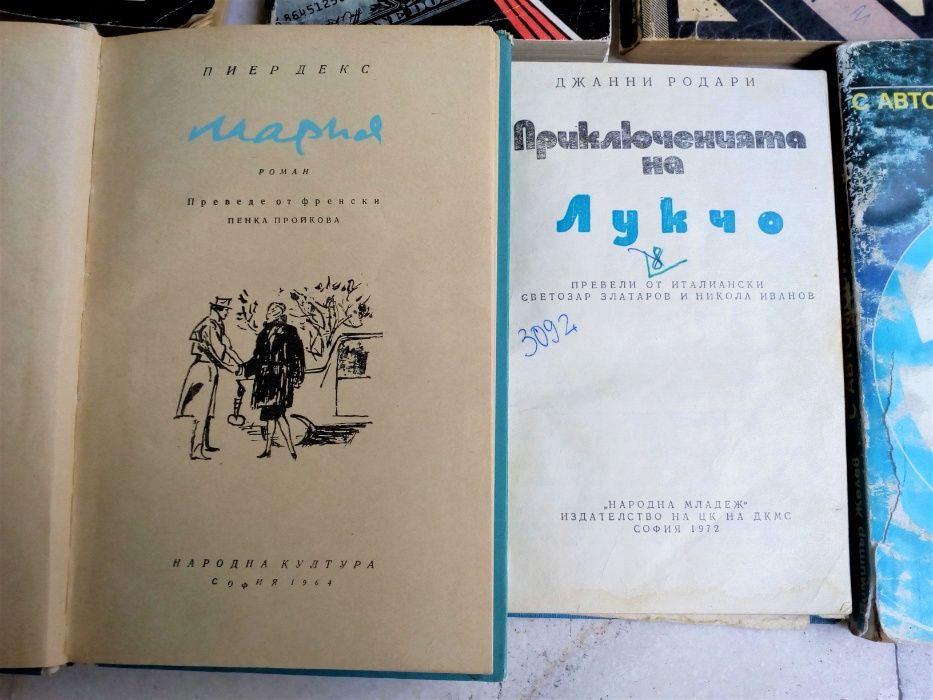 ПИЕР ДЕКС
Мария
РОМАН
Преведе от френски
ПЕНКА ПРОЙКОВА
НАРОДНА КУЛТУРА
СОФИЯ 1964
ДЖАННИ РОДАРИ
Приключенията
на
Лукчо
8
ПРЕВЕЛИ ОТ ИТАЛИАНСКИ
СВЕТОЗАР ЗЛАТАРОВ И НИКОЛА ИВАНОВ
3092
„НАРОДНА МЛАДЕЖ"
ИЗДАТЕЛСТВО НА ЦК НА ДКМС
СОФИЯ 1972
С АВТО